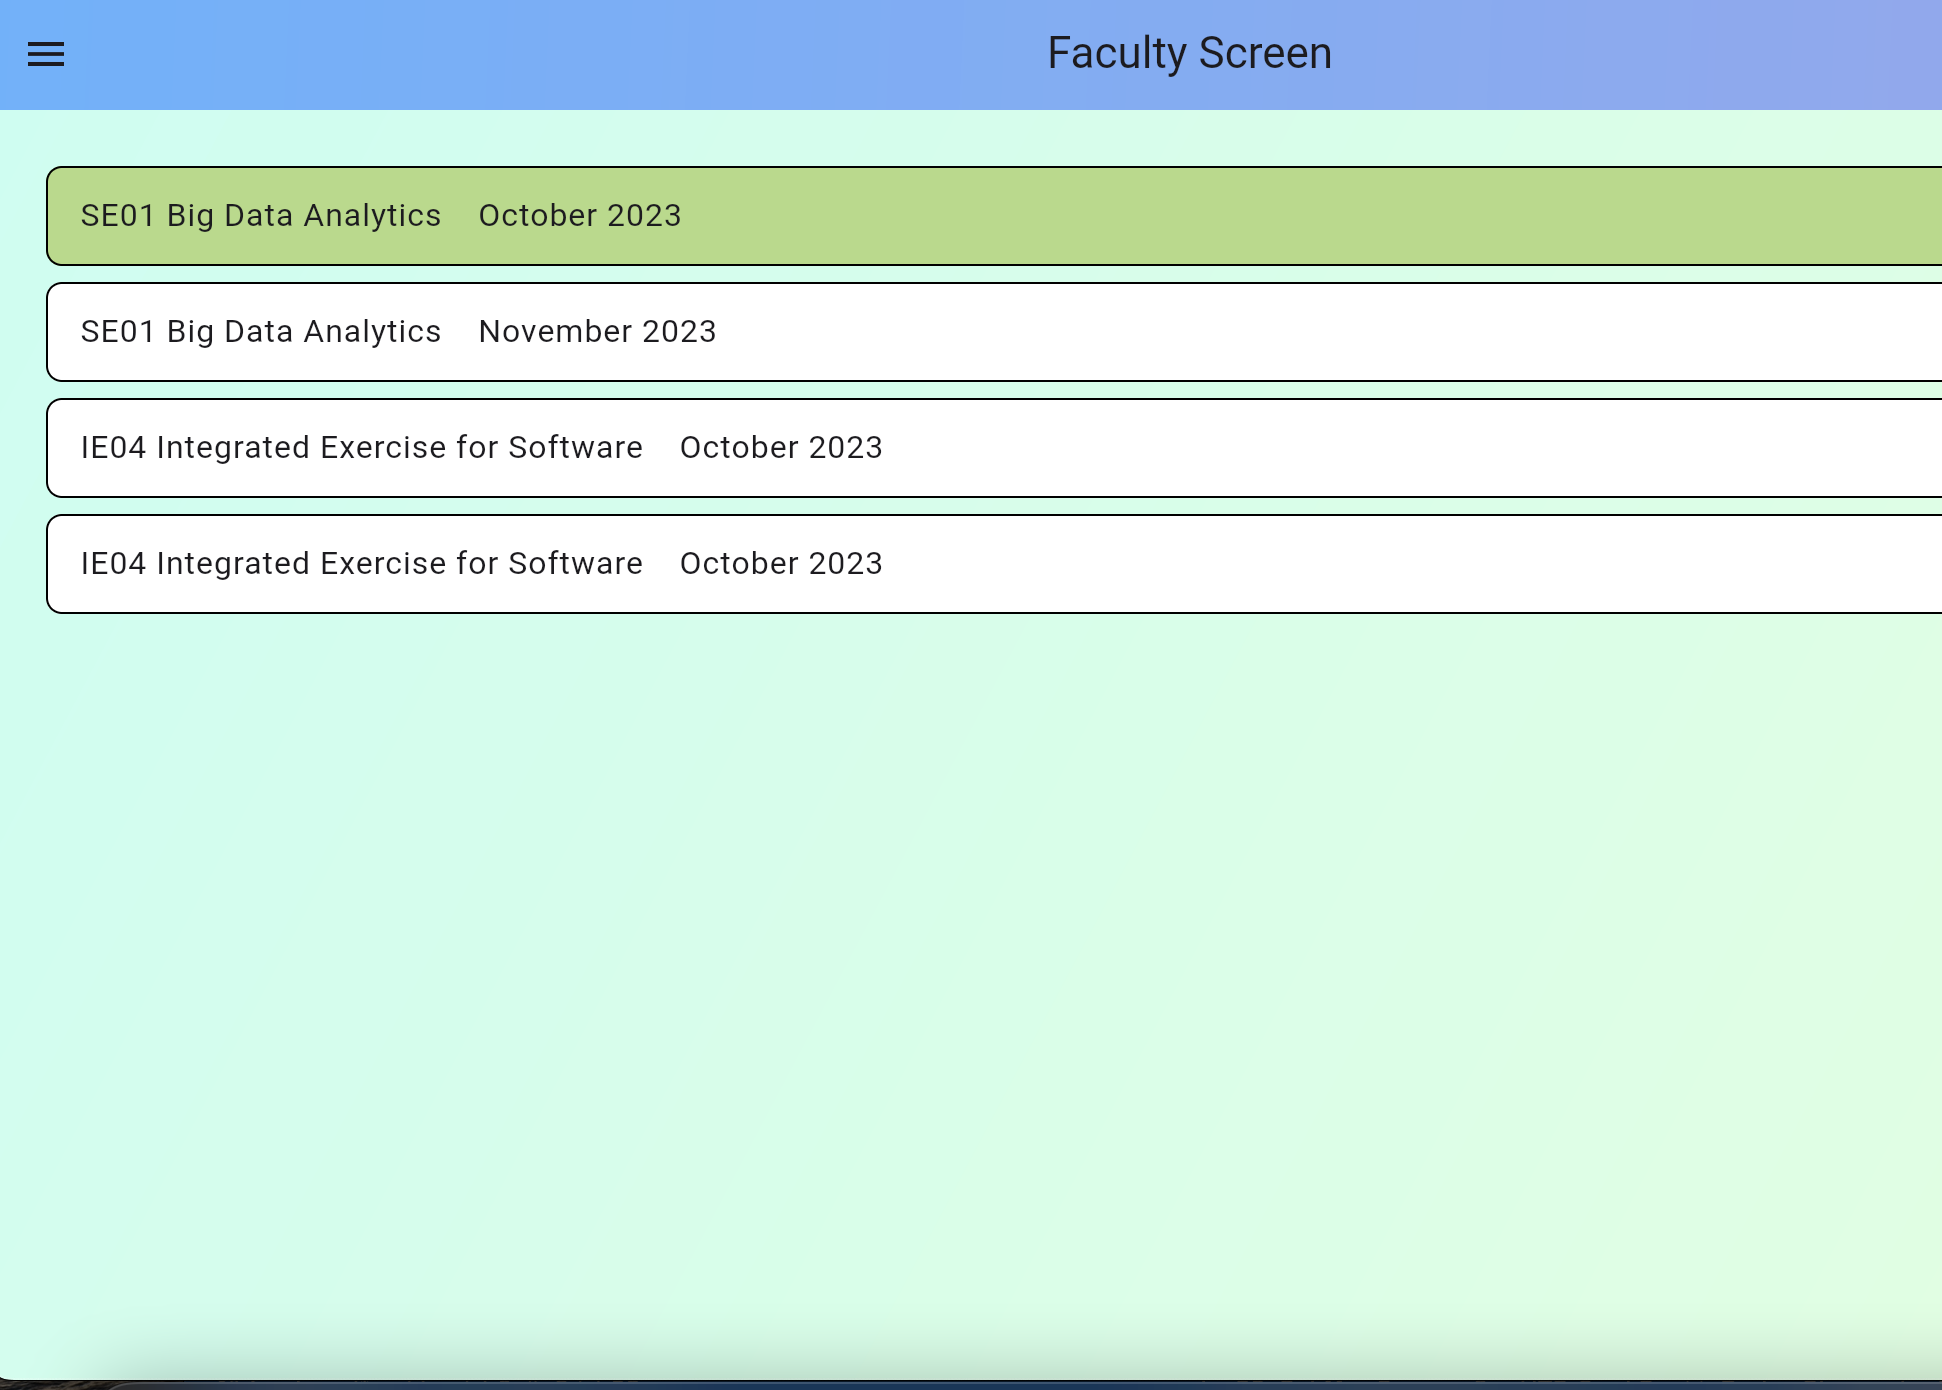 Faculty Screen
SE01 Big Data Analytics October 2023
SE01 Big Data Analytics November 2023
IE04 Integrated Exercise for Software October 2023
IE04 Integrated Exercise for Software October 2023